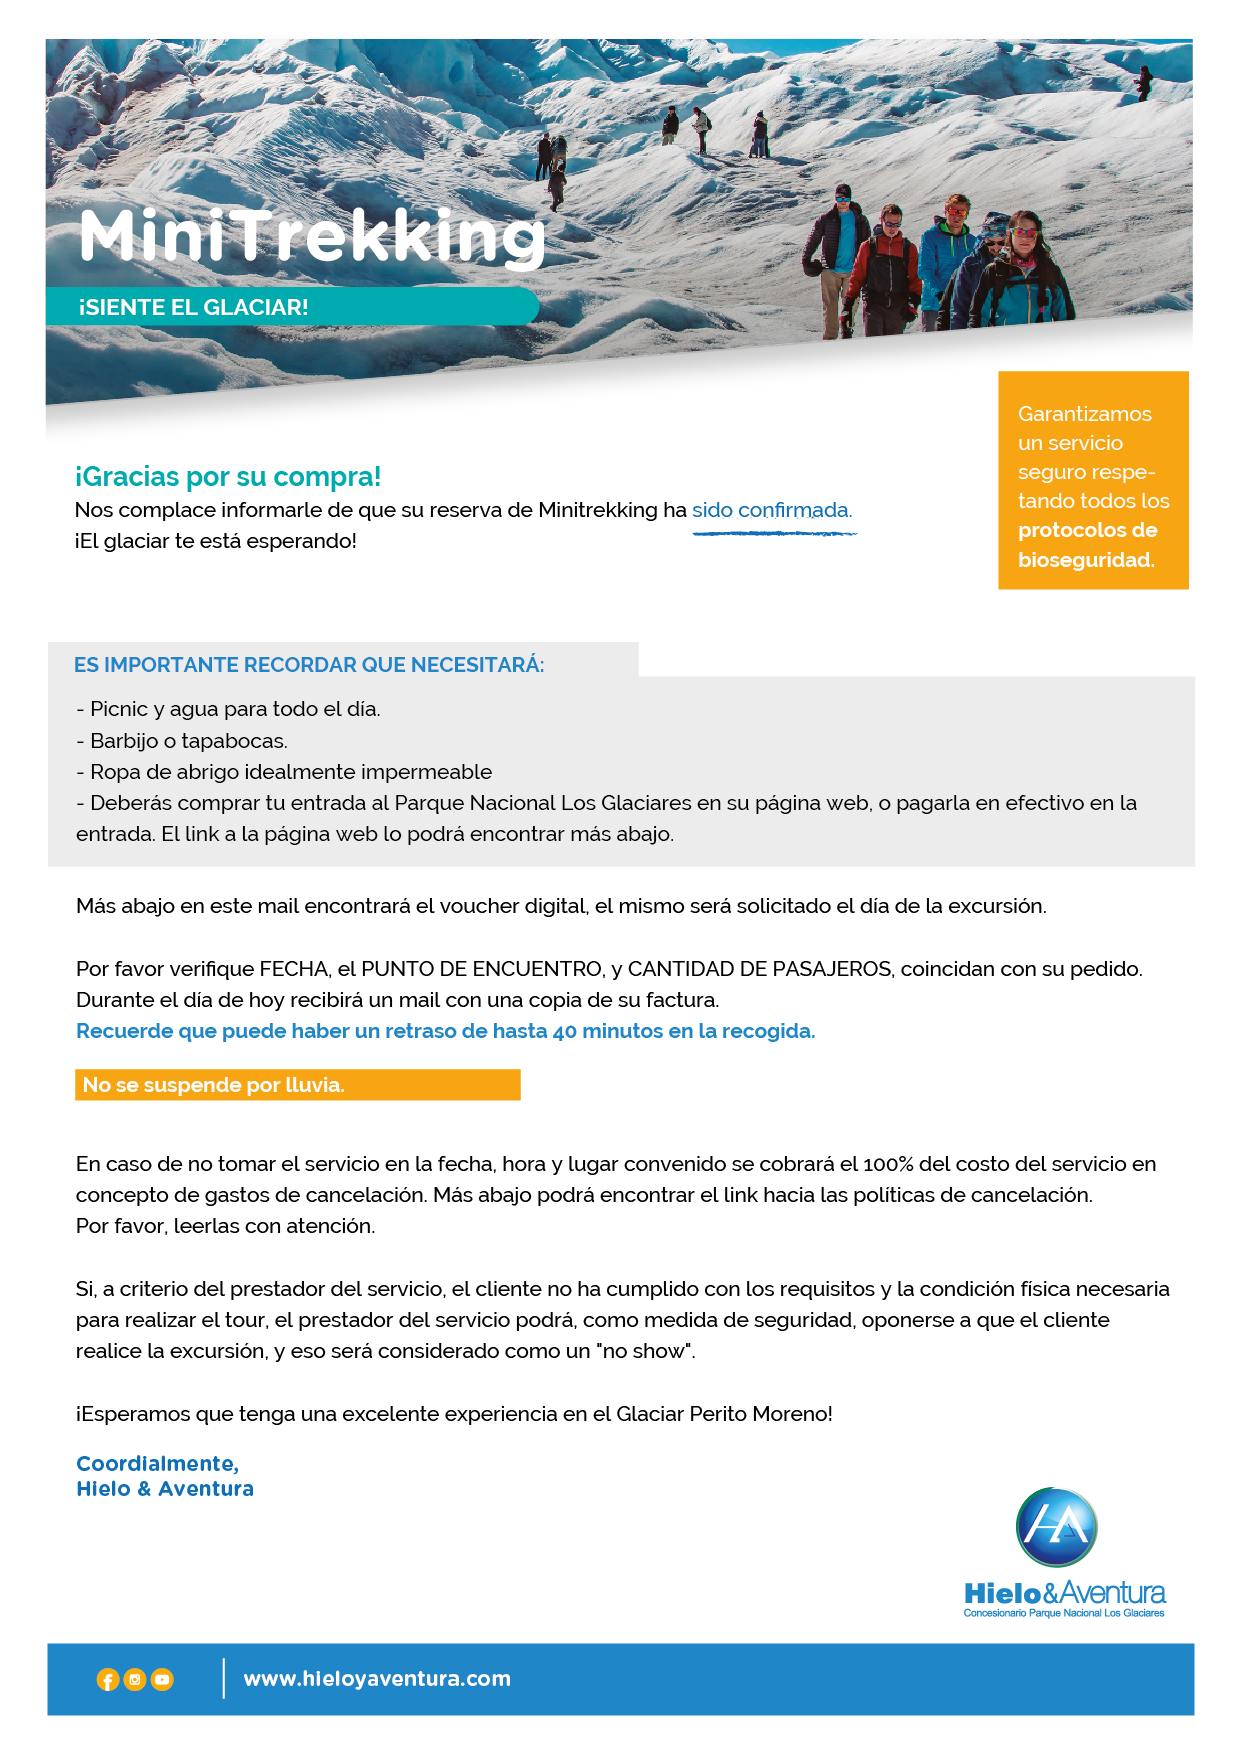 MiniTrekking
¡SIENTE EL GLACIAR!
Garantizamos
un servicio
seguro respe-
tando todos los
protocolos de
bioseguridad.
¡Gracias por su compra!
Nos complace informarle de que su reserva de Minitrekking ha sido confirmada.
¡El glaciar te está esperando!
ES IMPORTANTE RECORDAR QUE NECESITARÁ:
- Picnic y agua para todo el día.
- Barbijo o tapabocas.
- Ropa de abrigo idealmente impermeable
- Deberás comprar tu entrada al Parque Nacional Los Glaciares en su página web, o pagarla en efectivo en la
entrada. El link a la página web lo podrá encontrar más abajo.
Más abajo en este mail encontrará el voucher digital, el mismo será solicitado el día de la excursión.
Por favor verifique FECHA, el PUNTO DE ENCUENTRO, y CANTIDAD DE PASAJEROS, coincidan con su pedido.
Durante el día de hoy recibirá un mail con una copia de su factura.
Recuerde que puede haber un retraso de hasta 40 minutos en la recogida.
No se suspende por lluvia.
En caso de no tomar el servicio en la fecha, hora y lugar convenido se cobrará el 100% del costo del servicio en
concepto de gastos de cancelación. Más abajo podrá encontrar el link hacia las políticas de cancelación.
Por favor, leerlas con atención.
Si, a criterio del prestador del servicio, el cliente no ha cumplido con los requisitos y la condición física necesaria
para realizar el tour, el prestador del servicio podrá, como medida de seguridad, oponerse a que el cliente
realice la excursión, y eso será considerado como un "no show".
¡Esperamos que tenga una excelente experiencia en el Glaciar Perito Moreno!
Coordialmente,
Hielo & Aventura
HA
Hielo&Aventura
Concesionario Parque Nacional Los Glaciares
www.hieloyaventura.com